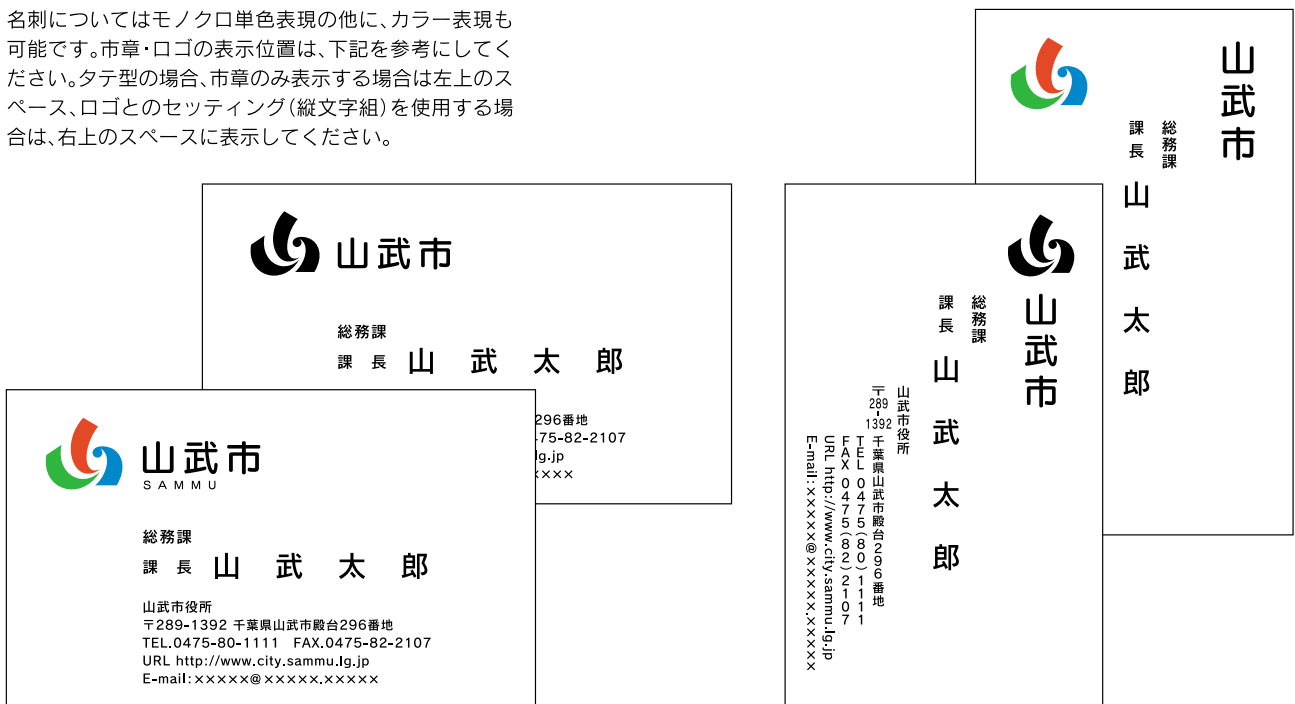 名刺についてはモノクロ単色表現の他に、カラー表現も
可能です。市章・ロゴの表示位置は、下記を参考にしてく
ださい。タテ型の場合、市章のみ表示する場合は左上のス
ペース、ロゴとのセッティング(縦文字組)を使用する場
合は、右上のスペースに表示してください。
山武市
総務課
課長 山武太郎
296番地
475-82-2107
lg.jp
××××
山武市
SAMMU
総務課
課長 山武太郎
山武市役所
〒289-1392 千葉県山武市殿台296番地
TEL.0475-80-1111 FAX.0475-82-2107
URL http://www.city.sammu.lg.jp
E-mail:×××××@×××××.×××××
山武市
総務課
課長 山武太郎
山武市
総務課
課長 山武太郎
山武市役所
〒289-1392 千葉県山武市殿台296番地
TEL 0475(80)1111
FAX 0475(82)2107
URL http://www.city.sammu.lg.jp
E-mail:×××××@×××××.×××××